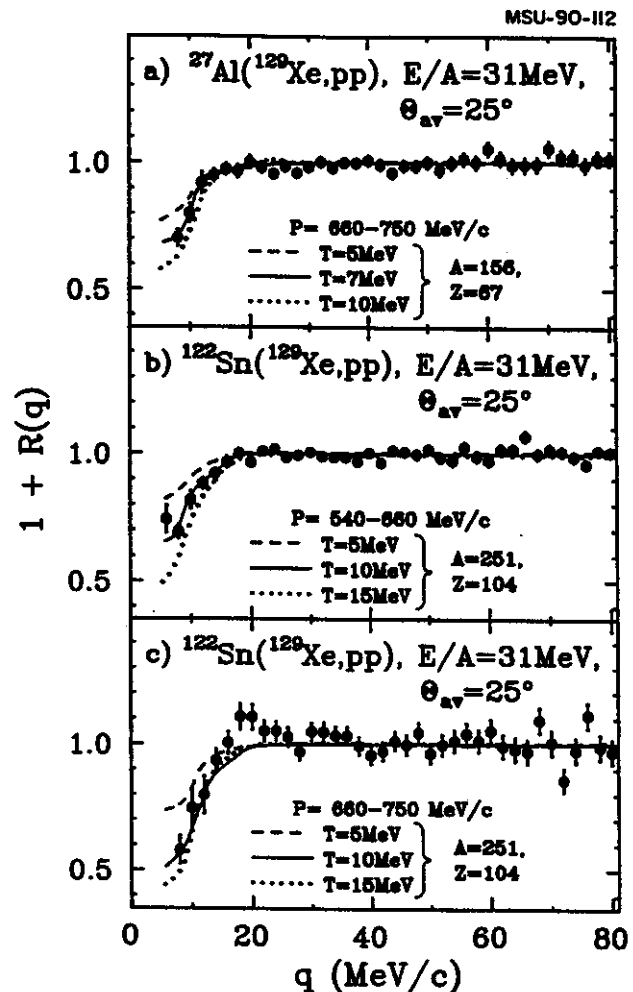 MSU-90-112
a) ²⁷Al(¹²⁹Xe,pp), E/A=31MeV,
Θav=25°
1.0
P= 660-750 MeV/c
T=5MeV
T=7MeV
T=10MeV
A=156,
Z=67
0.5
b) ¹²²Sn(¹²⁹Xe,pp), E/A=31MeV,
Θav=25°
1.0
P= 540-660 MeV/c
T=5MeV
T=10MeV
T=15MeV
A=251,
Z=104
0.5
c) ¹²²Sn(¹²⁹Xe,pp), E/A=31MeV,
Θav=25°
1.0
P= 660-750 MeV/c
T=5MeV
T=10MeV
T=15MeV
A=251,
Z=104
0.5
1 + R(q)
0 20 40 60 80
q (MeV/c)